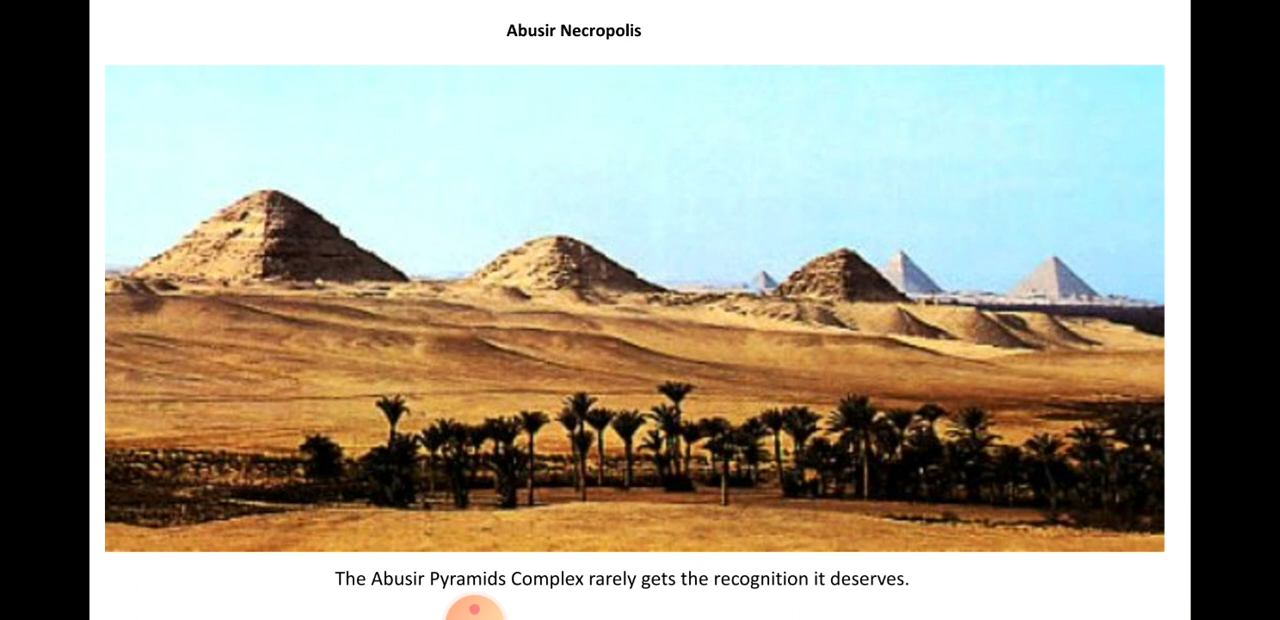 Abusir Necropolis
The Abusir Pyramids Complex rarely gets the recognition it deserves.